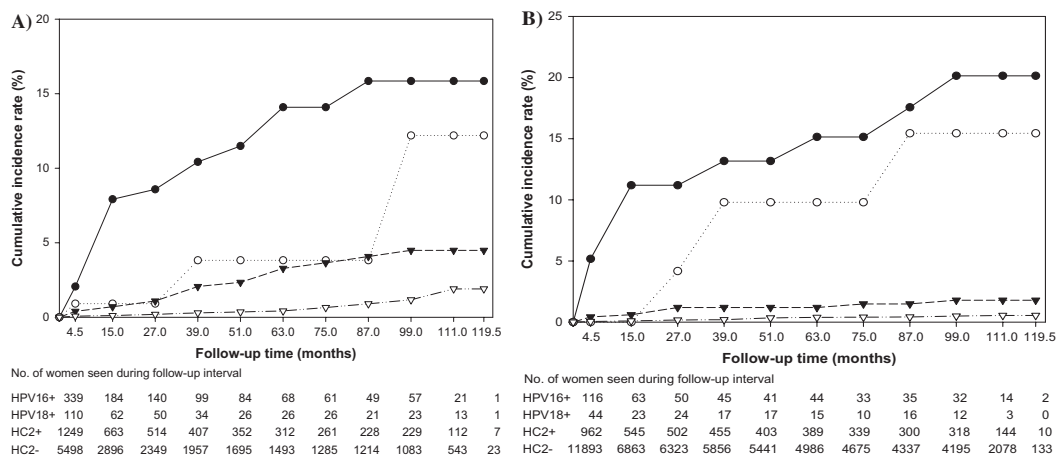 A)
20
15
10
5
0
Cumulative incidence rate (%)
4.5 15.0 27.0 39.0 51.0 63.0 75.0 87.0 99.0 111.0 119.5
Follow-up time (months)
No. of women seen during follow-up interval
HPV16+ 339 184 140 99 84 68 61 49 57 21 1
HPV18+ 110 62 50 34 26 26 26 21 23 13 1
HC2+ 1249 663 514 407 352 312 261 228 229 112 7
HC2- 5498 2896 2349 1957 1695 1493 1285 1214 1083 543 23
B)
25
20
15
10
5
0
Cumulative incidence rate (%)
4.5 15.0 27.0 39.0 51.0 63.0 75.0 87.0 99.0 111.0 119.5
Follow-up time (months)
No. of women seen during follow-up interval
HPV16+ 116 63 50 45 41 44 33 35 32 14 2
HPV18+ 44 23 24 17 17 15 10 16 12 3 0
HC2+ 962 545 502 455 403 389 339 300 318 144 10
HC2- 11893 6863 6323 5856 5441 4986 4675 4337 4195 2078 133